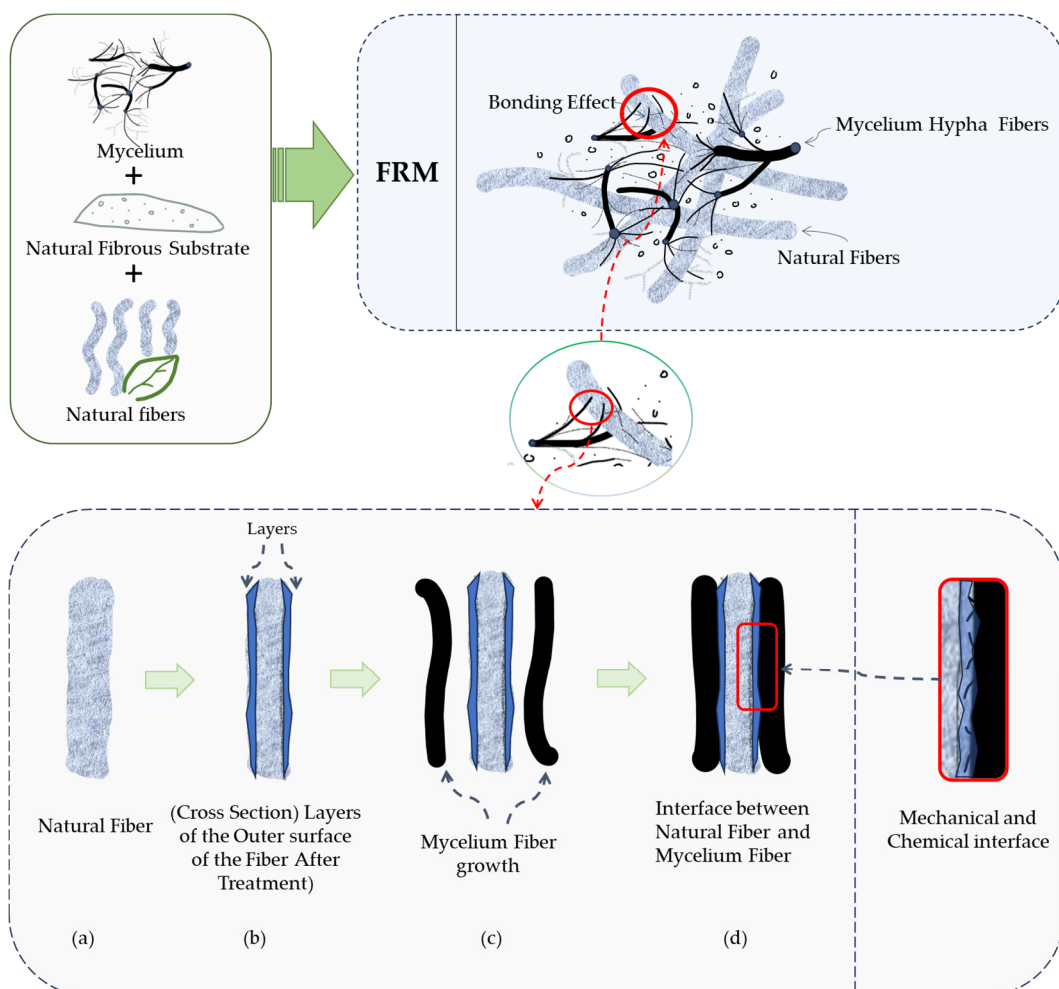 Mycelium
+
Natural Fibrous Substrate
+
Natural fibers
FRM
Bonding Effect
Mycelium Hypha Fibers
Natural Fibers
Layers
Natural Fiber
(Cross Section) Layers
of the Outer surface
of the Fiber After
Treatment)
Mycelium Fiber
growth
Interface between
Natural Fiber and
Mycelium Fiber
Mechanical and
Chemical interface
(a)
(b)
(c)
(d)